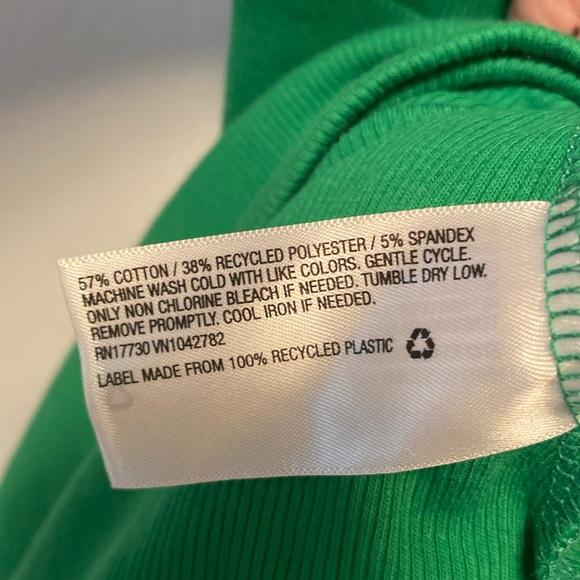 57% COTTON / 38% RECYCLED POLYESTER / 5% SPANDEX
MACHINE WASH COLD WITH LIKE COLORS. GENTLE CYCLE.
ONLY NON CHLORINE BLEACH IF NEEDED. TUMBLE DRY LOW.
REMOVE PROMPTLY. COOL IRON IF NEEDED.
RN17730 VN1042782
LABEL MADE FROM 100% RECYCLED PLASTIC